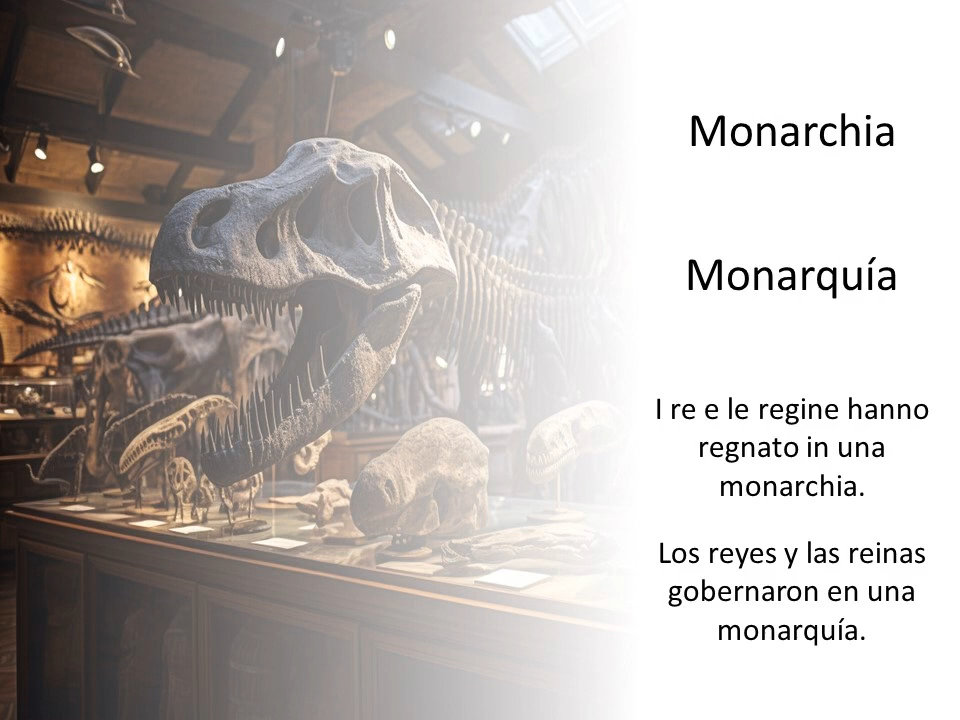 Monarchia
Monarquía
I re e le regine hanno
regnato in una
monarchia.
Los reyes y las reinas
gobernaron en una
monarquía.